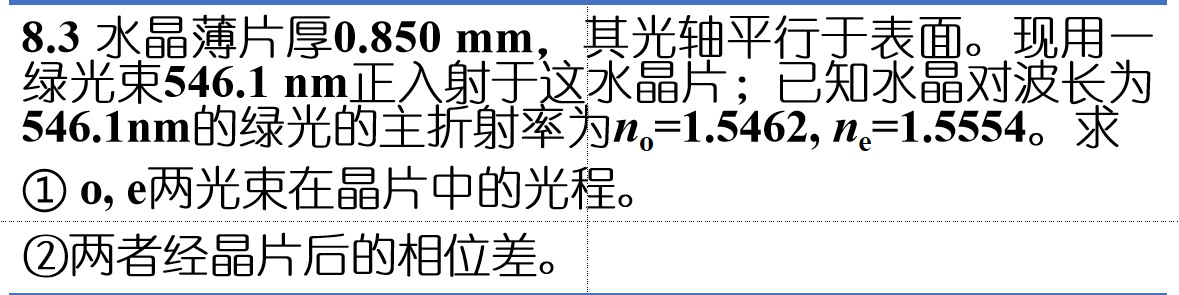 8.3 水晶薄片厚0.850 mm，其光轴平行于表面。现用一
绿光束546.1 nm正入射于这水晶片；已知水晶对波长为
546.1nm的绿光的主折射率为no=1.5462, ne=1.5554。求
① o, e两光束在晶片中的光程。
②两者经晶片后的相位差。